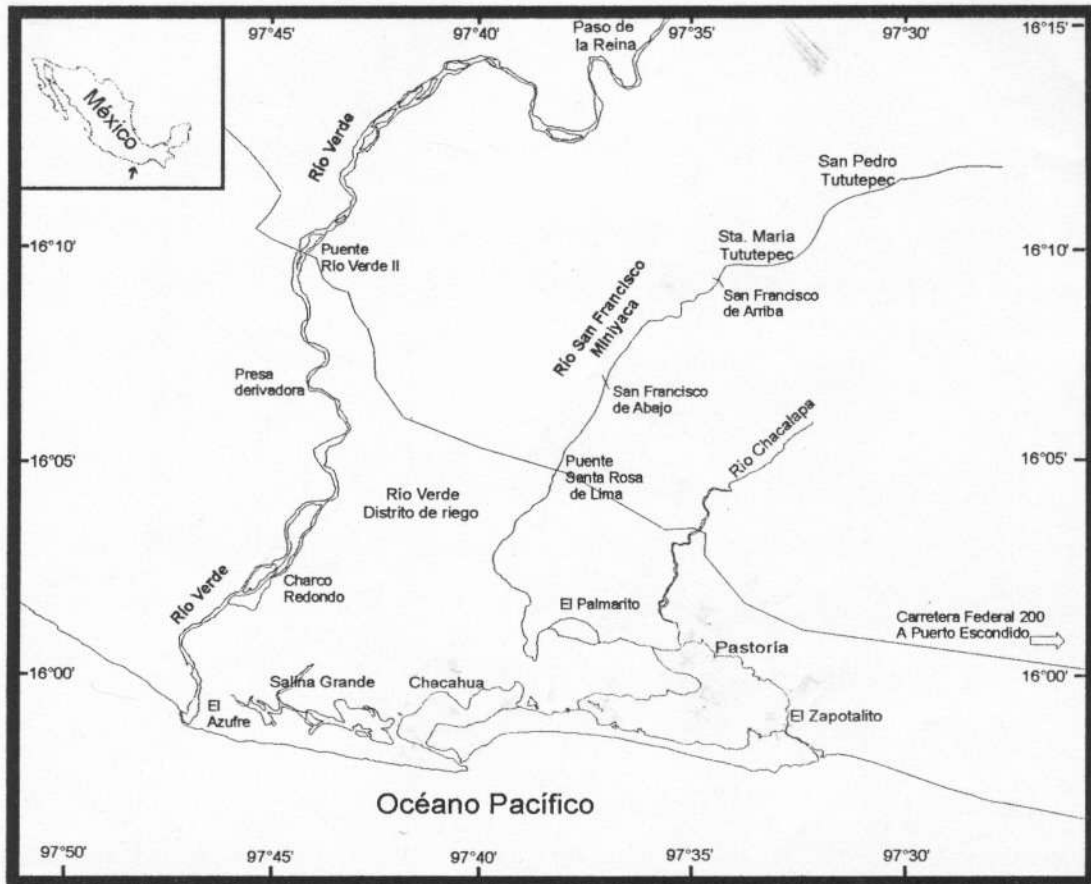 97°45'
97°40'
97°35'
97°30'
16°15'
Paso de
la Reina
México
Río Verde
San Pedro
Tututepec
16°10'
16°10'
Sta. Maria
Tututepec
Puente
Río Verde II
Río San Francisco
Miniyaca
San Francisco
de Arriba
Presa
derivadora
San Francisco
de Abajo
Río Chacalapa
16°05'
16°05'
Puente
Santa Rosa
de Lima
Río Verde
Distrito de riego
Río Verde
Charco
Redondo
El Palmarito
Carretera Federal 200
A Puerto Escondido
Pastoría
16°00'
16°00'
Salina Grande
Chacahua
El
Azufre
El Zapotalito
Océano Pacífico
97°50'
97°45'
97°40'
97°35'
97°30'